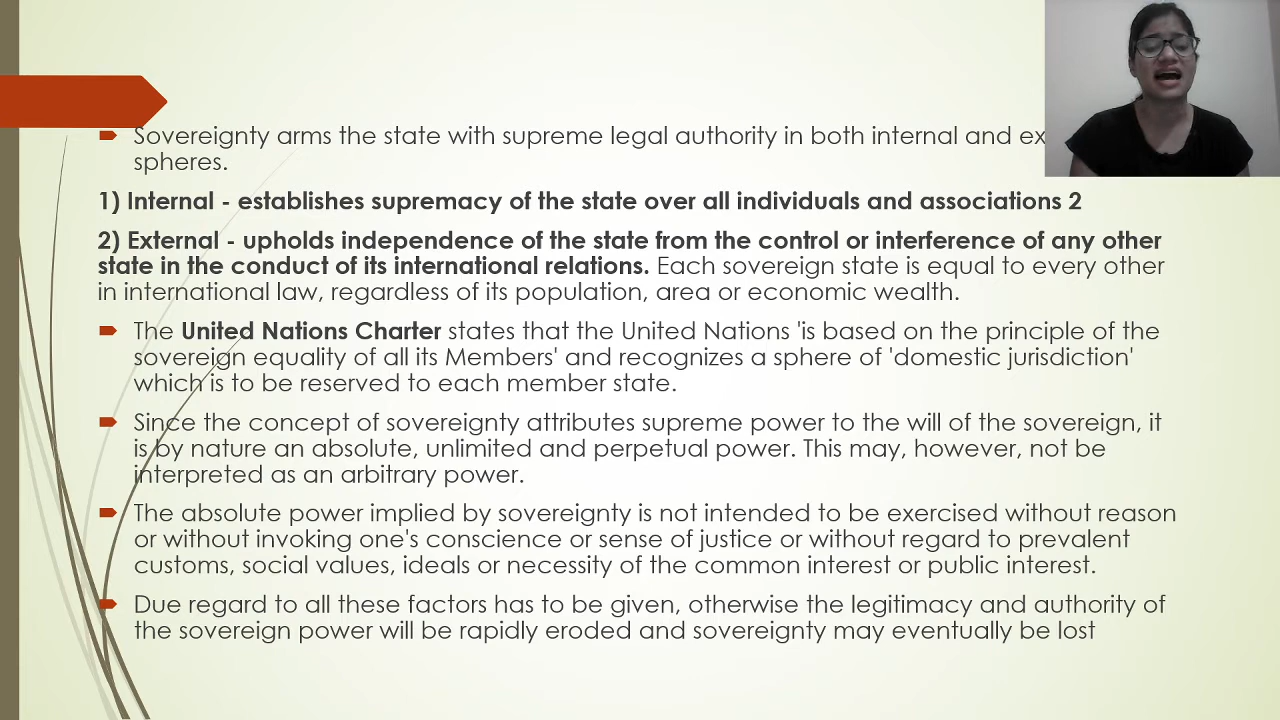 Sovereignty arms the state with supreme legal authority in both internal and ex
spheres.
1) Internal - establishes supremacy of the state over all individuals and associations 2
2) External - upholds independence of the state from the control or interference of any other
state in the conduct of its international relations. Each sovereign state is equal to every other
in international law, regardless of its population, area or economic wealth.
The United Nations Charter states that the United Nations 'is based on the principle of the
sovereign equality of all its Members' and recognizes a sphere of 'domestic jurisdiction'
which is to be reserved to each member state.
Since the concept of sovereignty attributes supreme power to the will of the sovereign, it
is by nature an absolute, unlimited and perpetual power. This may, however, not be
interpreted as an arbitrary power.
The absolute power implied by sovereignty is not intended to be exercised without reason
or without invoking one's conscience or sense of justice or without regard to prevalent
customs, social values, ideals or necessity of the common interest or public interest.
Due regard to all these factors has to be given, otherwise the legitimacy and authority of
the sovereign power will be rapidly eroded and sovereignty may eventually be lost